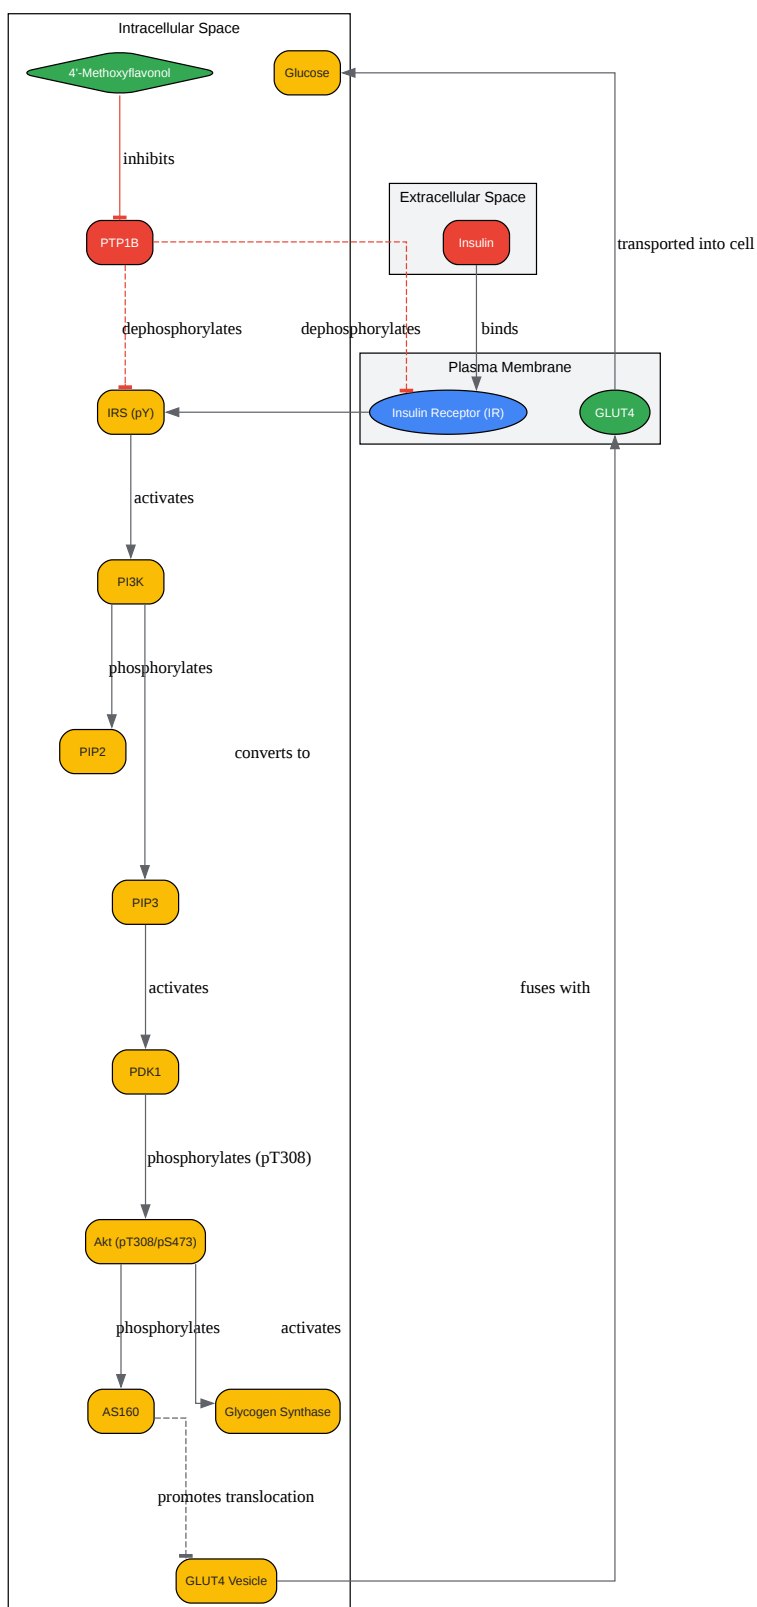 Intracellular Space
4'-Methoxyflavonol
Glucose
inhibits
Extracellular Space
PTP1B
Insulin
transported into cell
dephosphorylates
dephosphorylates
binds
Plasma Membrane
IRS (pY)
Insulin Receptor (IR)
GLUT4
activates
PI3K
phosphorylates
PIP2
converts to
PIP3
activates
fuses with
PDK1
phosphorylates (pT308)
Akt (pT308/pS473)
phosphorylates
activates
AS160
Glycogen Synthase
promotes translocation
GLUT4 Vesicle